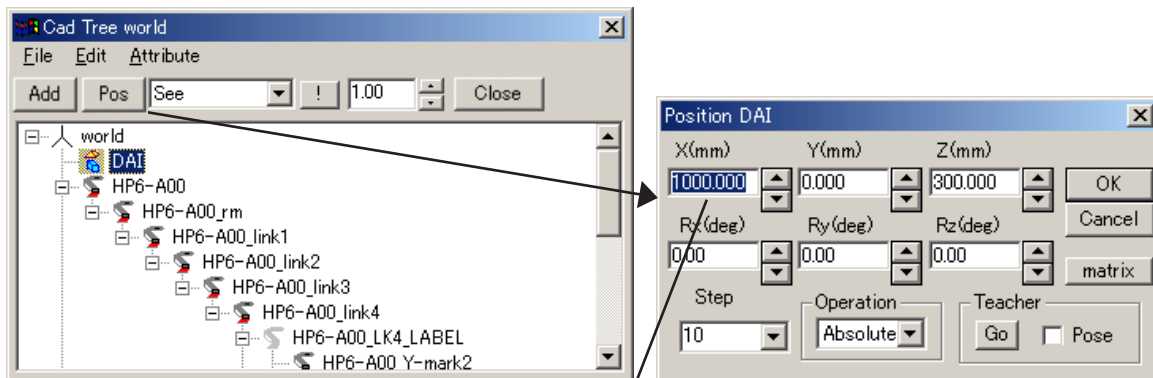 Cad Tree world
File Edit Attribute
Add Pos See ! 1.00 Close
world
DAI
HP6-A00
HP6-A00_rm
HP6-A00_link1
HP6-A00_link2
HP6-A00_link3
HP6-A00_link4
HP6-A00_LK4_LABEL
HP6-A00 Y-mark2
Position DAI
X(mm) Y(mm) Z(mm)
1000.000 0.000 300.000 OK
Rx(deg) Ry(deg) Rz(deg) Cancel
0.00 0.00 0.00 matrix
Step Operation Teacher
10 Absolute Go Pose